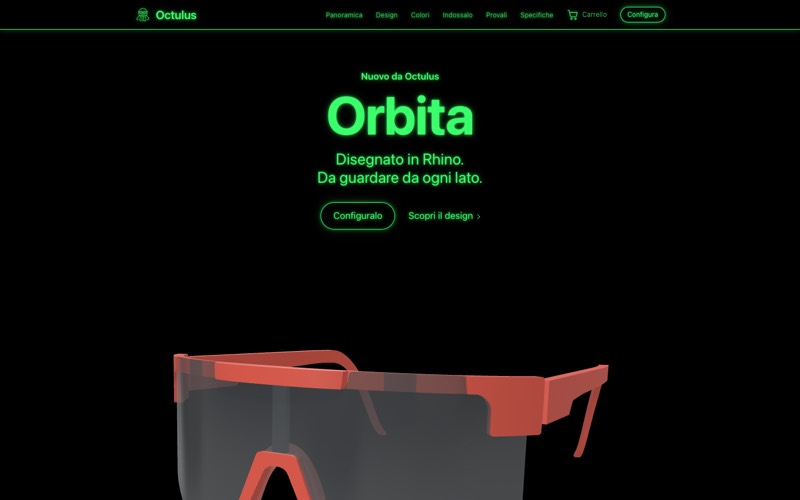 Octulus
Panoramica
Design
Colori
Indossalo
Provali
Specifiche
Carrello
Configura
Nuovo da Octulus
Orbita
Disegnato in Rhino.
Da guardare da ogni lato.
Configuralo
Scopri il design ›